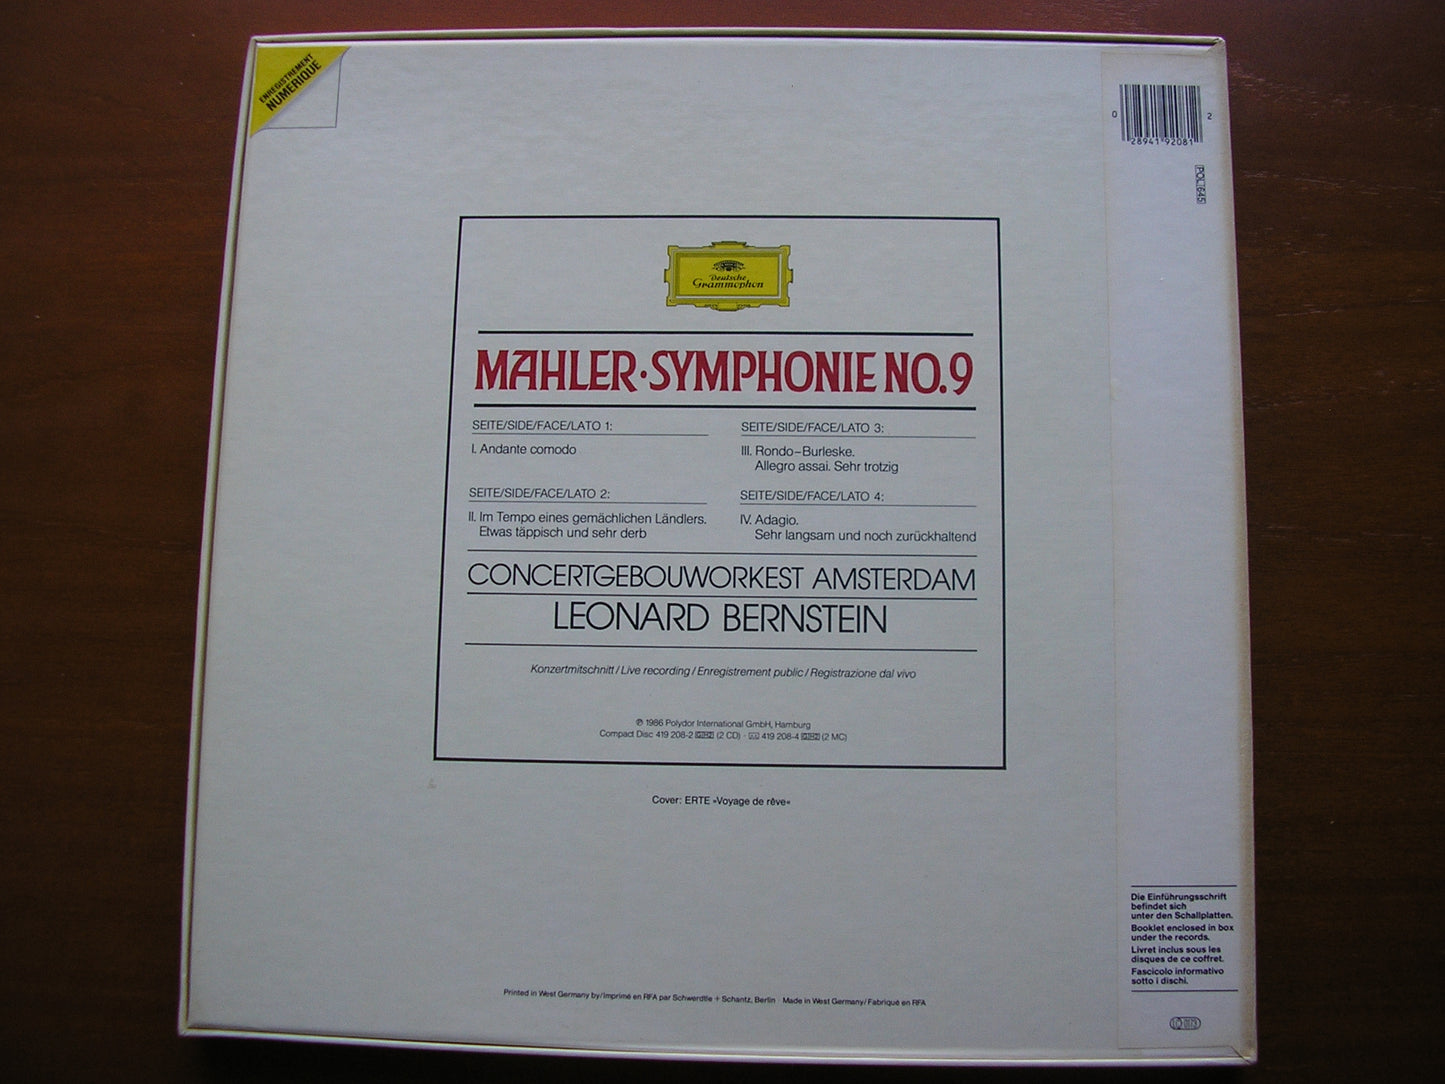 ENREGISTREMENT
NUMERIQUE
0 28941 92081 2
POL 645
Deutsche
Grammophon
MAHLER·SYMPHONIE NO.9
SEITE/SIDE/FACE/LATO 1:
I. Andante comodo
SEITE/SIDE/FACE/LATO 2:
II. Im Tempo eines gemächlichen Ländlers.
Etwas täppisch und sehr derb
SEITE/SIDE/FACE/LATO 3:
III. Rondo–Burleske.
Allegro assai. Sehr trotzig
SEITE/SIDE/FACE/LATO 4:
IV. Adagio.
Sehr langsam und noch zurückhaltend
CONCERTGEBOUWORKEST AMSTERDAM
LEONARD BERNSTEIN
Konzertmitschnitt / Live recording / Enregistrement public / Registrazione dal vivo
℗ 1986 Polydor International GmbH, Hamburg
Compact Disc 419 208-2 GH2 (2 CD) · 419 208-4 GH2 (2 MC)
Cover: ERTE »Voyage de rêve«
Die Einführungsschrift
befindet sich
unter den Schallplatten.
Booklet enclosed in box
under the records.
Livret inclus sous les
disques de ce coffret.
Fascicolo informativo
sotto i dischi.
Printed in West Germany by/Imprimé en RFA par Schwerdtle + Schantz, Berlin · Made in West Germany/Fabriqué en RFA